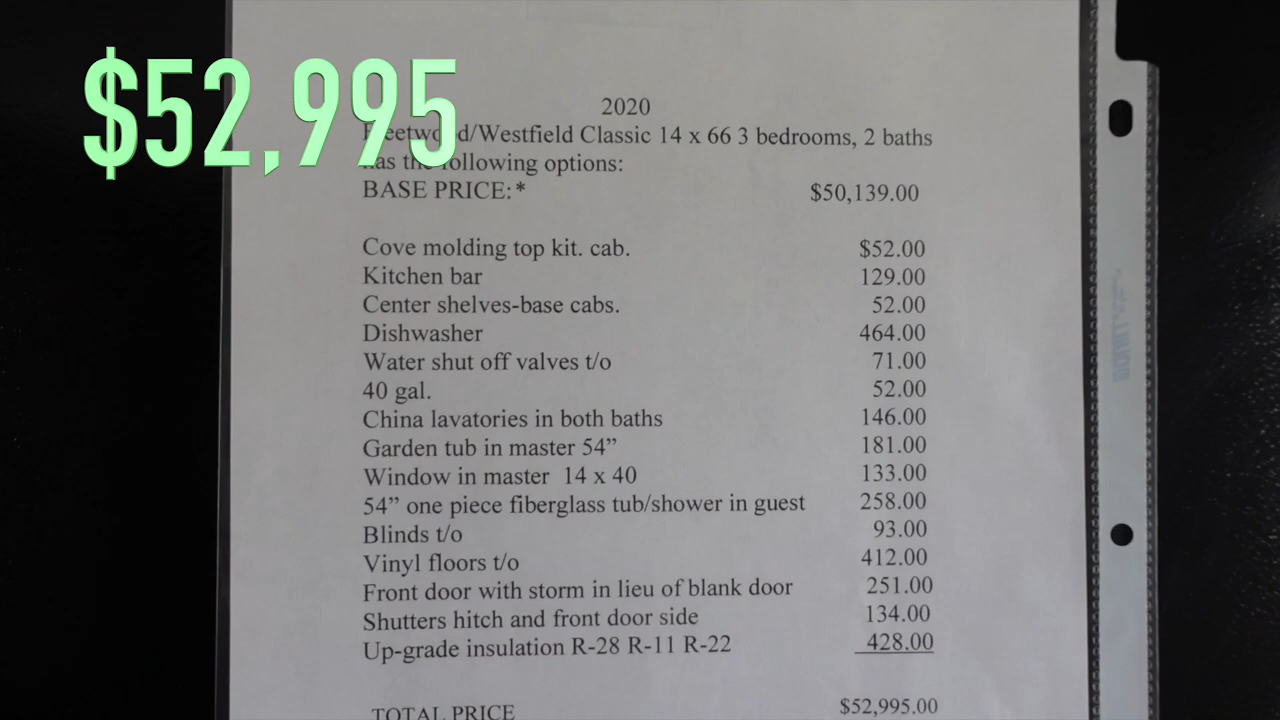 $52,995
2020
Fleetwood/Westfield Classic 14 x 66 3 bedrooms, 2 baths
has the following options:
BASE PRICE:* $50,139.00
Cove molding top kit. cab. $52.00
Kitchen bar 129.00
Center shelves-base cabs. 52.00
Dishwasher 464.00
Water shut off valves t/o 71.00
40 gal. 52.00
China lavatories in both baths 146.00
Garden tub in master 54” 181.00
Window in master 14 x 40 133.00
54” one piece fiberglass tub/shower in guest 258.00
Blinds t/o 93.00
Vinyl floors t/o 412.00
Front door with storm in lieu of blank door 251.00
Shutters hitch and front door side 134.00
Up-grade insulation R-28 R-11 R-22 428.00
TOTAL PRICE $52,995.00